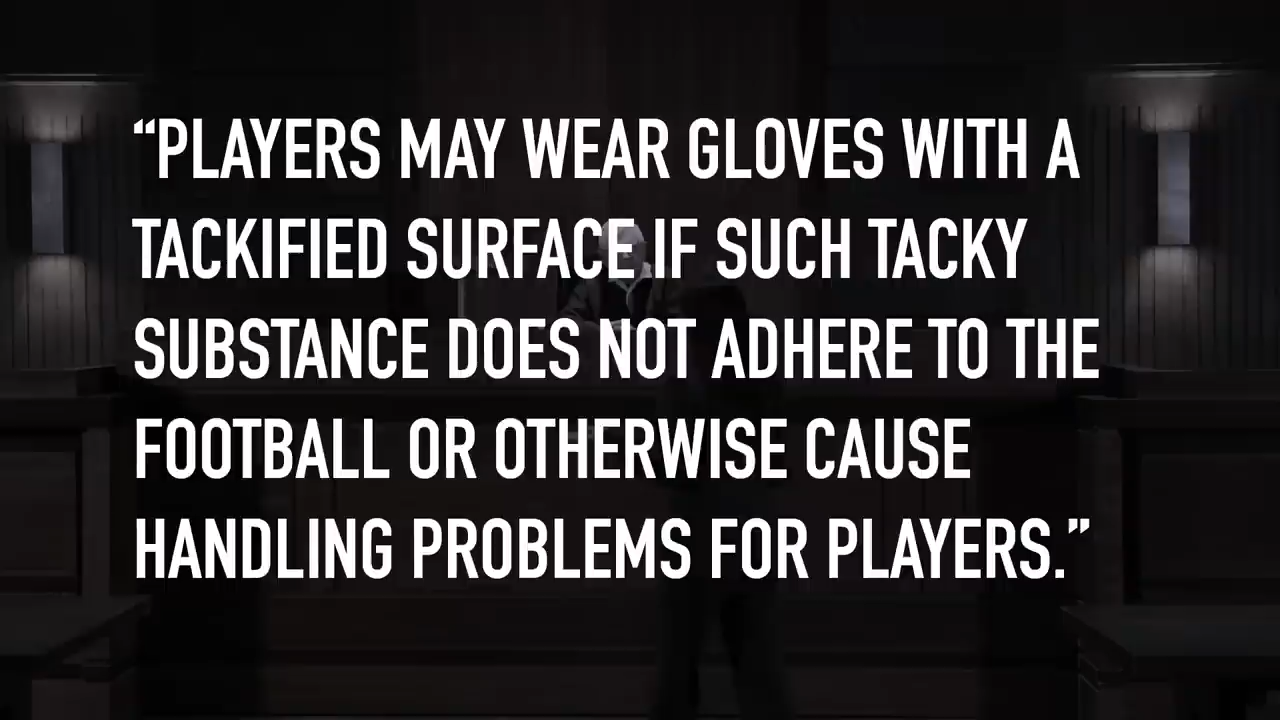 “PLAYERS MAY WEAR GLOVES WITH A
TACKIFIED SURFACE IF SUCH TACKY
SUBSTANCE DOES NOT ADHERE TO THE
FOOTBALL OR OTHERWISE CAUSE
HANDLING PROBLEMS FOR PLAYERS.”